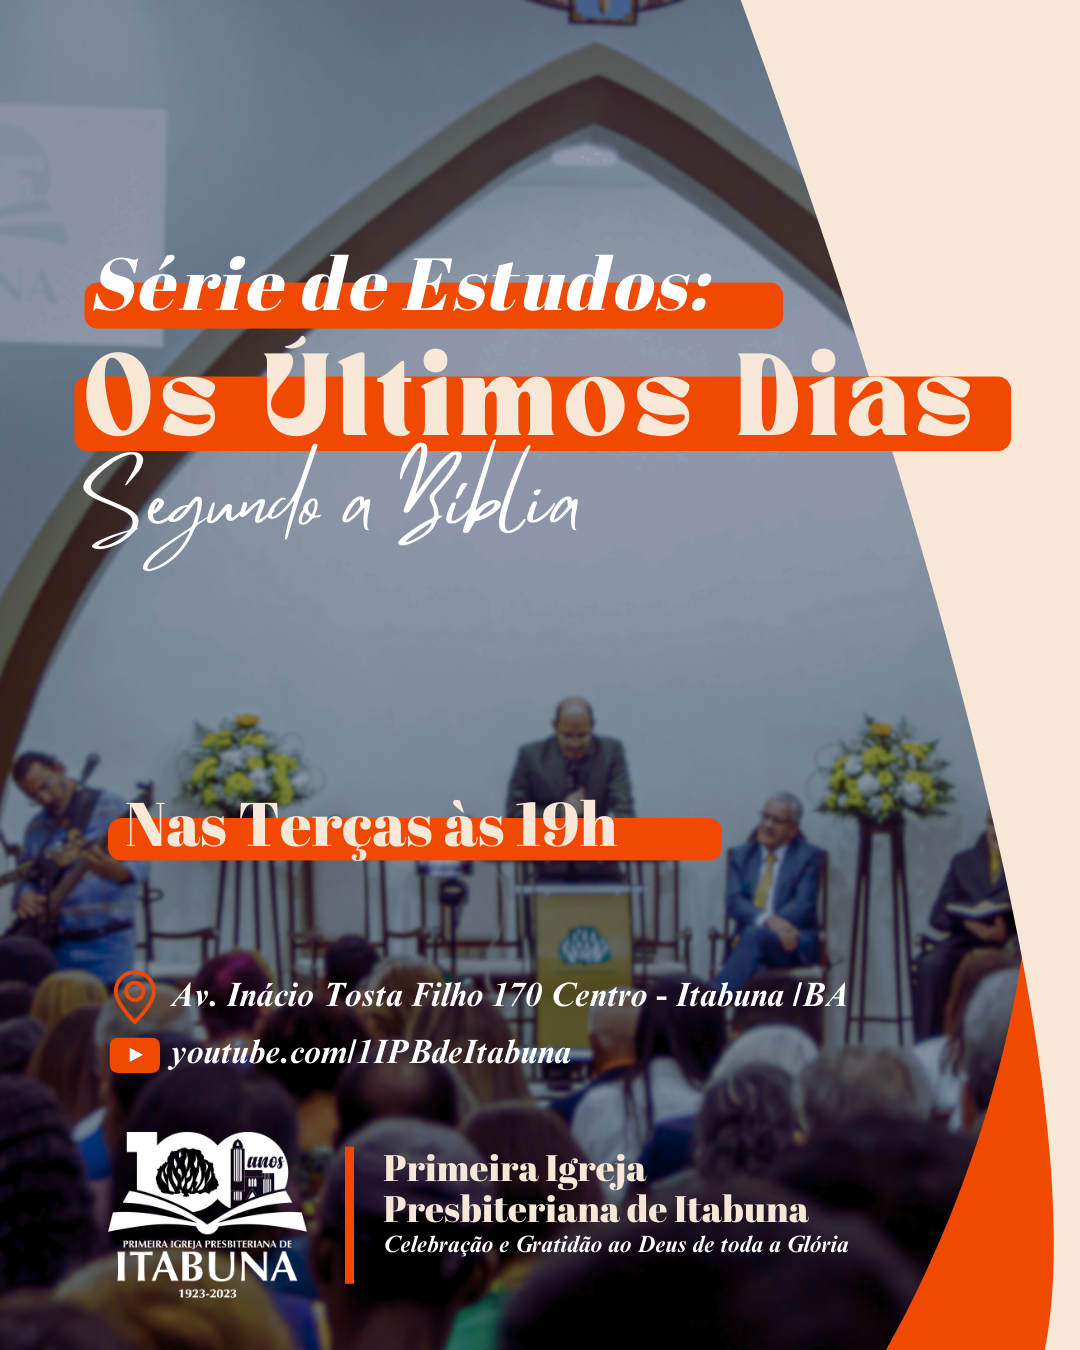 Série de Estudos:
Os Últimos Dias
Segundo a Bíblia
Nas Terças às 19h
Av. Inácio Tosta Filho 170 Centro - Itabuna /BA
youtube.com/1IPBdeItabuna
100 anos
PRIMEIRA IGREJA PRESBITERIANA DE
ITABUNA
1923-2023
Primeira Igreja
Presbiteriana de Itabuna
Celebração e Gratidão ao Deus de toda a Glória